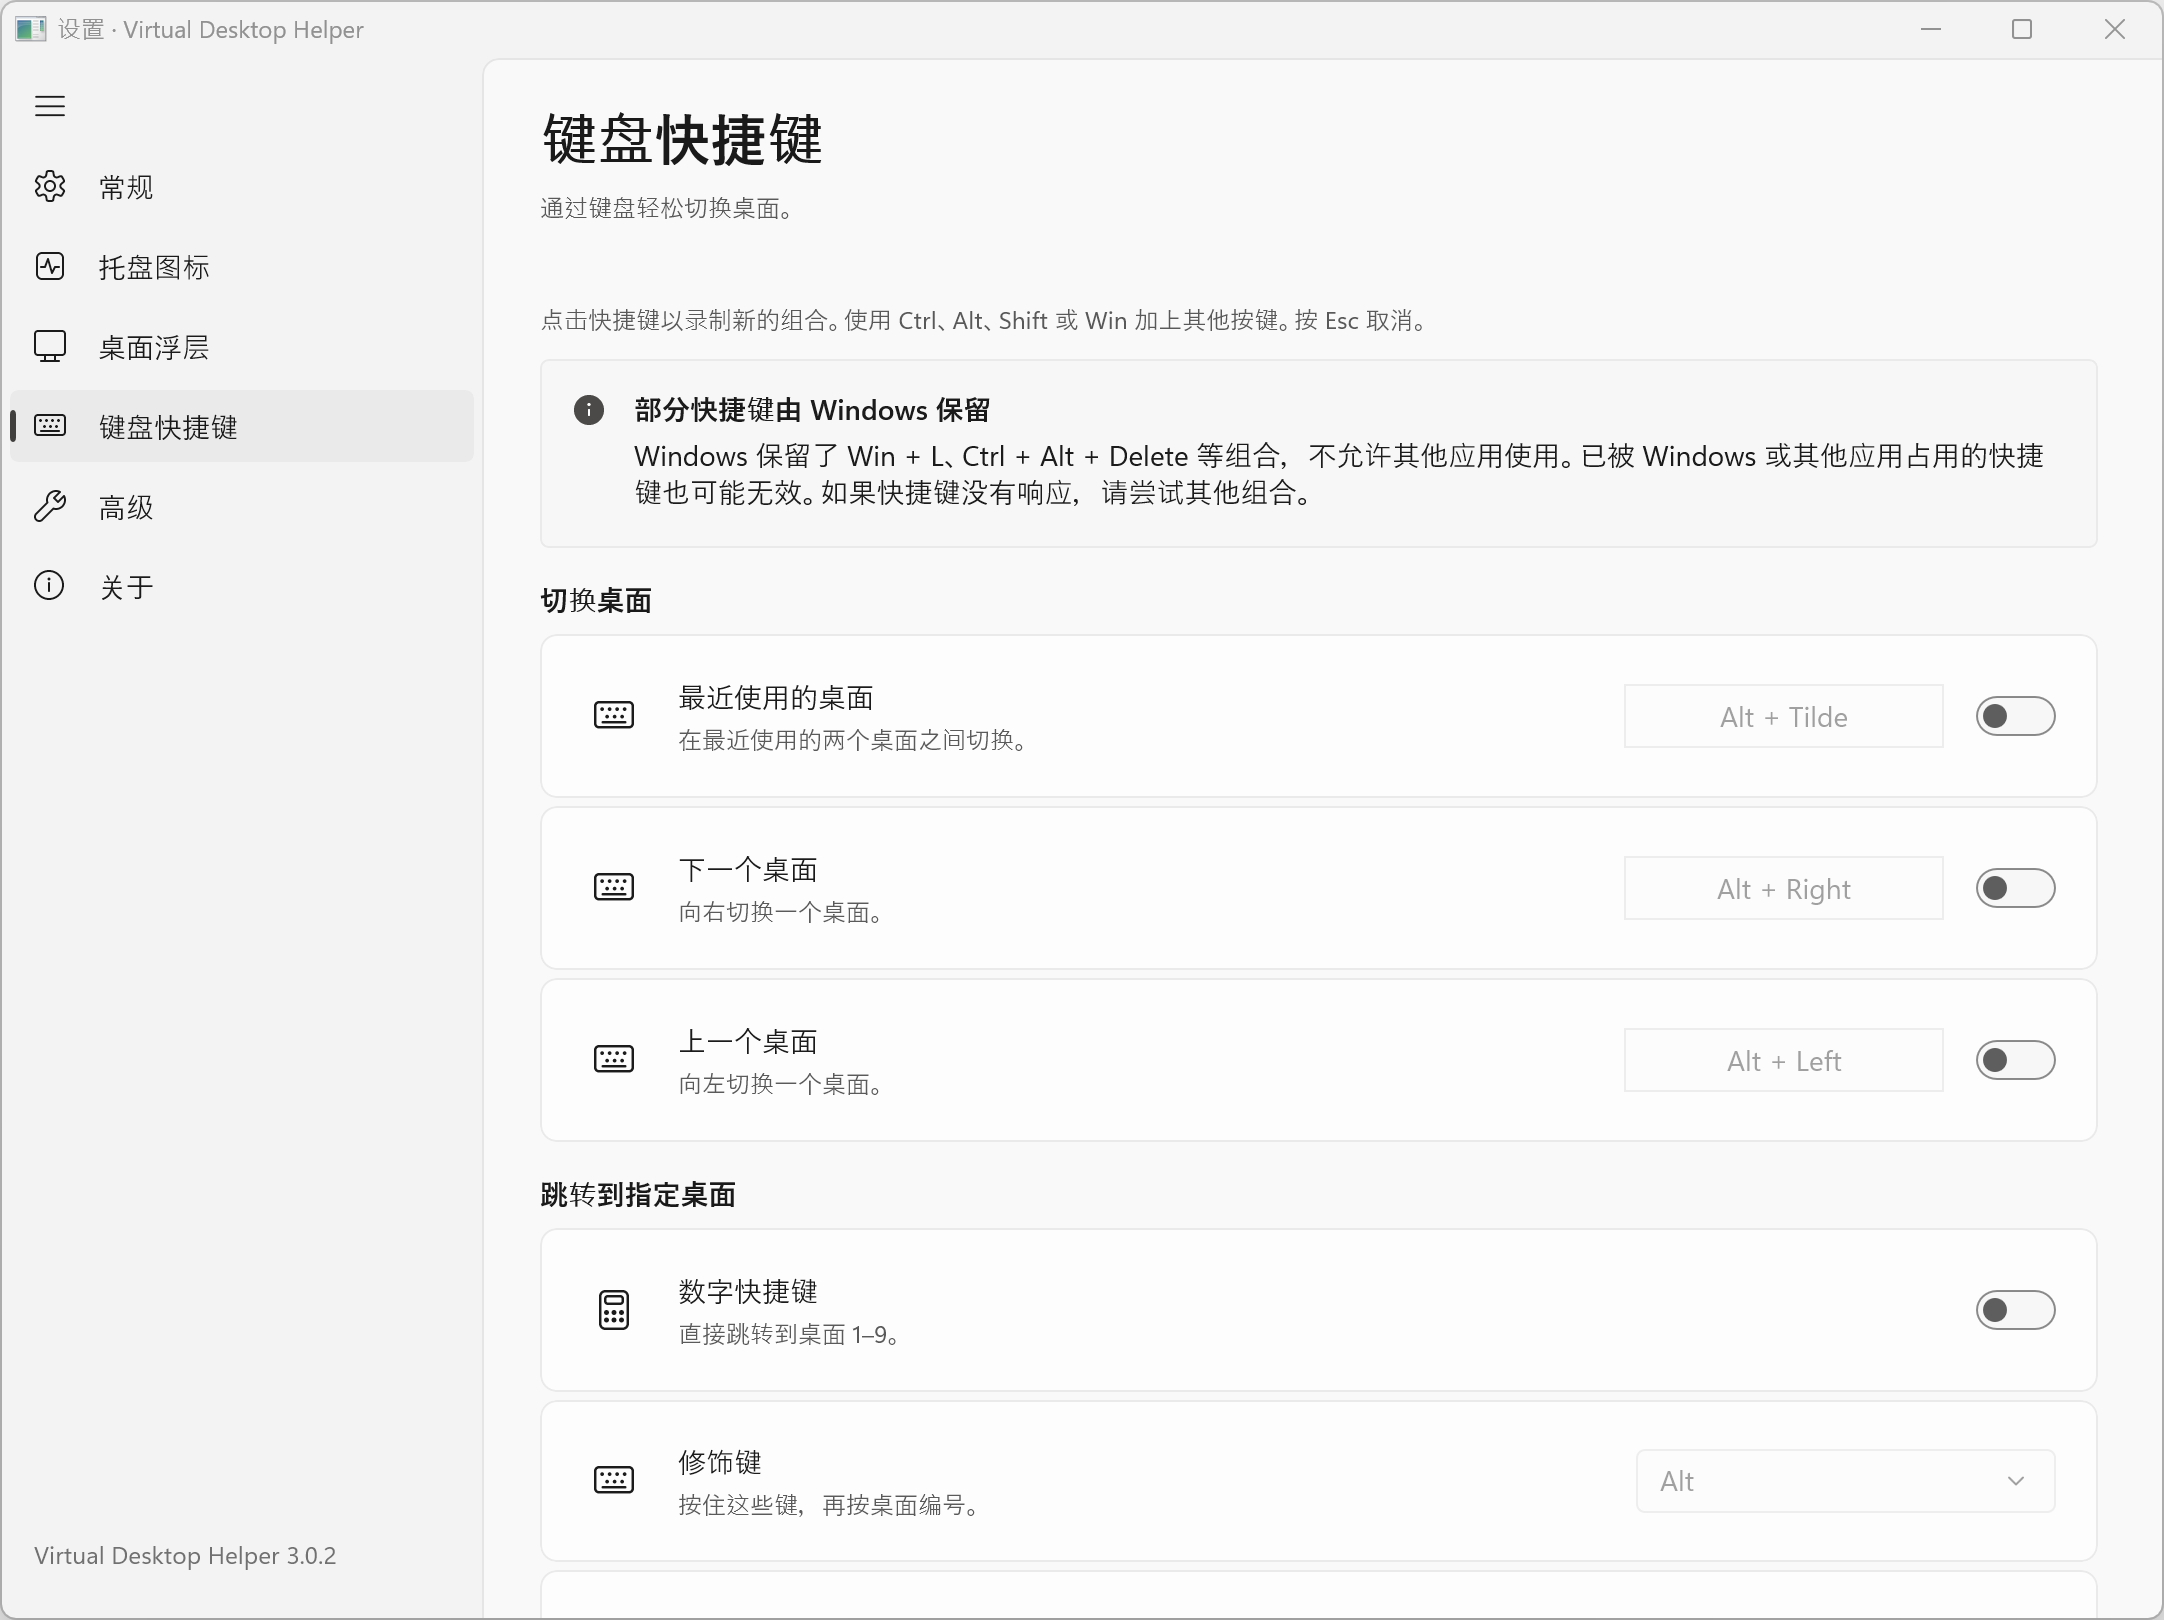 设置 · Virtual Desktop Helper
常规
托盘图标
桌面浮层
键盘快捷键
高级
关于
Virtual Desktop Helper 3.0.2
键盘快捷键
通过键盘轻松切换桌面。
点击快捷键以录制新的组合。使用 Ctrl、Alt、Shift 或 Win 加上其他按键。按 Esc 取消。
部分快捷键由 Windows 保留
Windows 保留了 Win + L、Ctrl + Alt + Delete 等组合，不允许其他应用使用。已被 Windows 或其他应用占用的快捷
键也可能无效。如果快捷键没有响应，请尝试其他组合。
切换桌面
最近使用的桌面
在最近使用的两个桌面之间切换。
Alt + Tilde
下一个桌面
向右切换一个桌面。
Alt + Right
上一个桌面
向左切换一个桌面。
Alt + Left
跳转到指定桌面
数字快捷键
直接跳转到桌面 1–9。
修饰键
按住这些键，再按桌面编号。
Alt